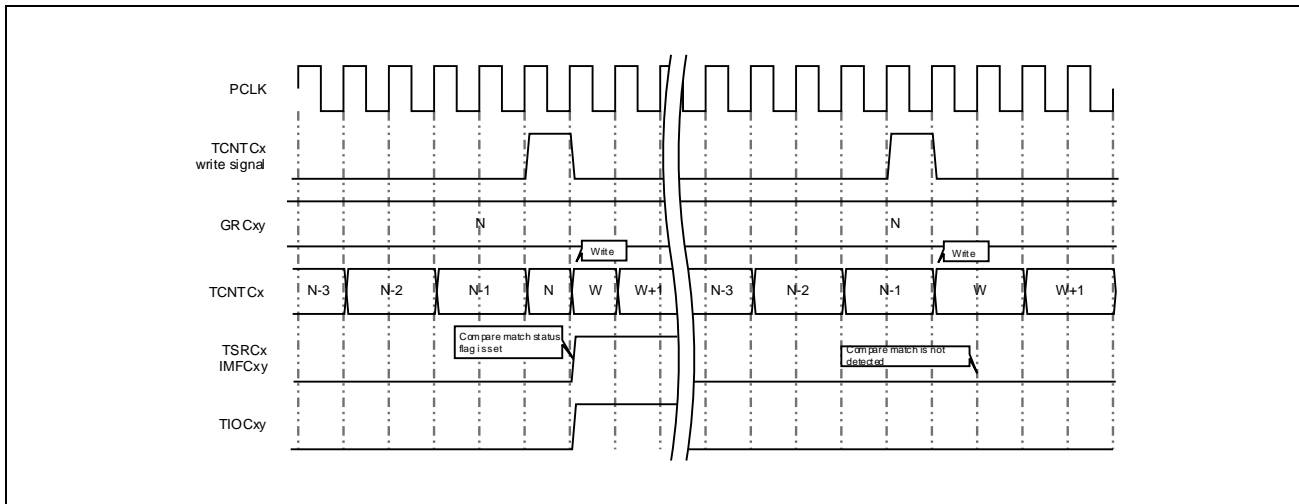 PCLK
TCNTCx
write signal
GRCxy
N
N
Write
Write
TCNTCx
N-3
N-2
N-1
N
W
W+1
N-3
N-2
N-1
W
W+1
Compare match status
flag is set
Compare match is not
detected
TSRCx
IMFCxy
TIOCxy